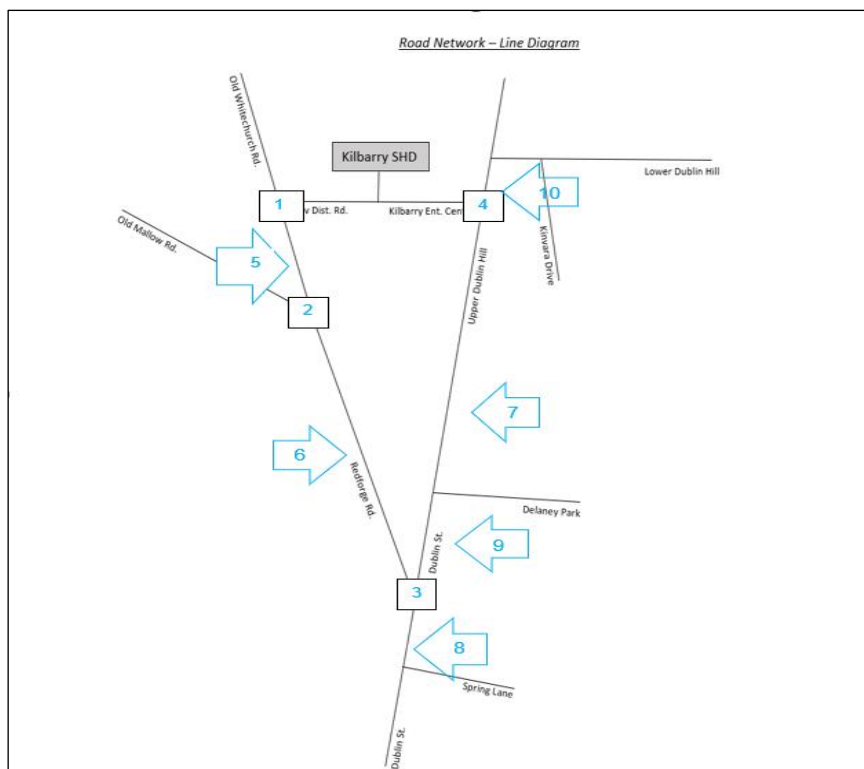 Road Network – Line Diagram
Old Whitechurch Rd.
Kilbarry SHD
Lower Dublin Hill
10
1
4
v Dist. Rd.
Kilbarry Ent. Cen
Old Mallow Rd.
Kinvara Drive
5
Upper Dublin Hill
2
7
6
Redforge Rd.
Delaney Park
Dublin St.
9
3
8
Spring Lane
Dublin St.